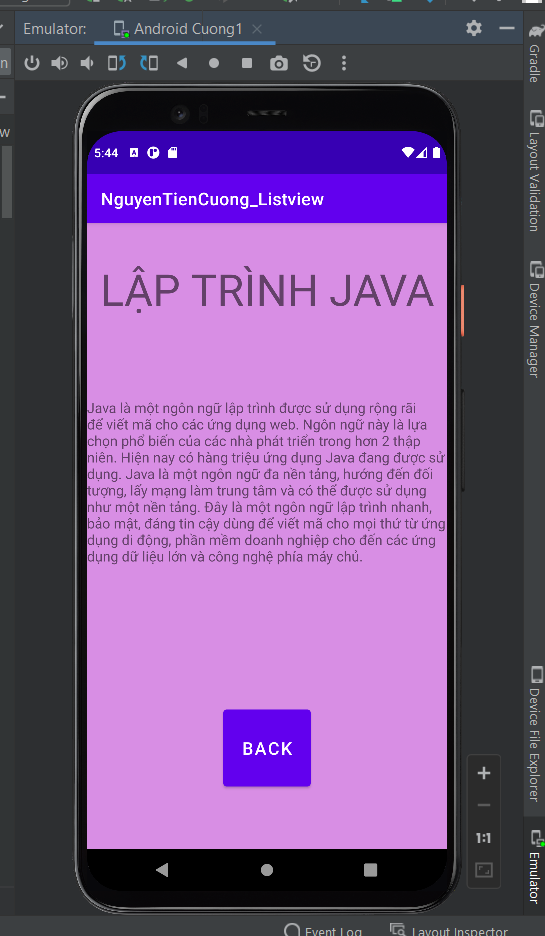 Emulator:
Android Cuong1
Gradle
Layout Validation
Device Manager
5:44
NguyenTienCuong_Listview
LẬP TRÌNH JAVA
Java là một ngôn ngữ lập trình được sử dụng rộng rãi
để viết mã cho các ứng dụng web. Ngôn ngữ này là lựa
chọn phổ biến của các nhà phát triển trong hơn 2 thập
niên. Hiện nay có hàng triệu ứng dụng Java đang được sử
dụng. Java là một ngôn ngữ đa nền tảng, hướng đến đối
tượng, lấy mạng làm trung tâm và có thể được sử dụng
như một nền tảng. Đây là một ngôn ngữ lập trình nhanh,
bảo mật, đáng tin cậy dùng để viết mã cho mọi thứ từ ứng
dụng di động, phần mềm doanh nghiệp cho đến các ứng
dụng dữ liệu lớn và công nghệ phía máy chủ.
BACK
1:1
Device File Explorer
Emulator
Event Log
Layout Inspector